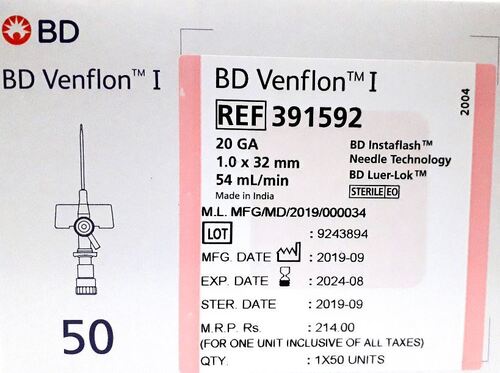 BD
BD Venflon™ I
50
BD Venflon™ I
REF 391592
2004
20 GA
1.0 x 32 mm
54 mL/min
Made in India
BD Instaflash™
Needle Technology
BD Luer-Lok™
STERILE EO
M.L. MFG/MD/2019/000034
LOT : 9243894
MFG. DATE : 2019-09
EXP. DATE : 2024-08
STER. DATE : 2019-09
M.R.P. Rs. : 214.00
(FOR ONE UNIT INCLUSIVE OF ALL TAXES)
QTY. : 1X50 UNITS